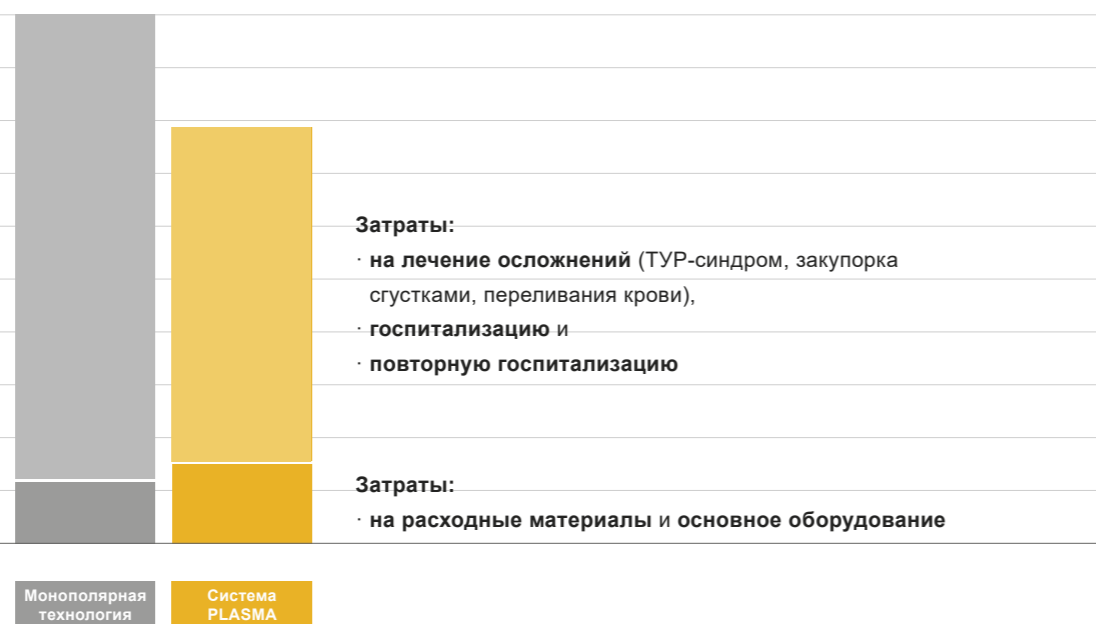 Затраты:
· на лечение осложнений (ТУР-синдром, закупорка
сгустками, переливания крови),
· госпитализацию и
· повторную госпитализацию
Затраты:
· на расходные материалы и основное оборудование
Монополярная
технология
Система
PLASMA